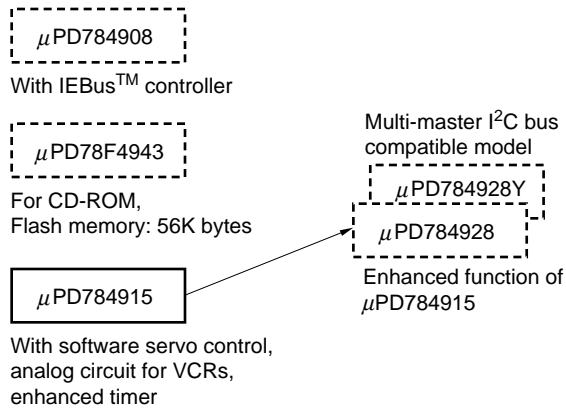 μPD784908
With IEBusTM controller
μPD78F4943
For CD-ROM,
Flash memory: 56K bytes
μPD784915
With software servo control,
analog circuit for VCRs,
enhanced timer
Multi-master I2C bus
compatible model
μPD784928Y
μPD784928
Enhanced function of
μPD784915